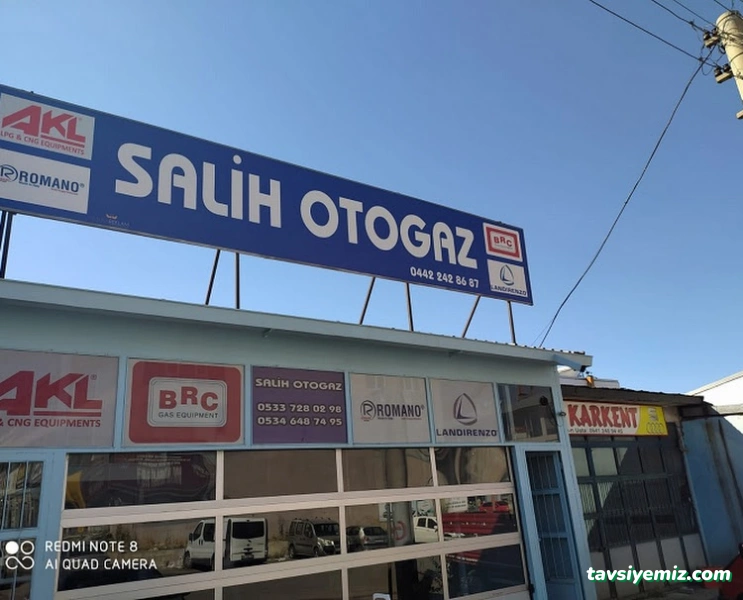 AKL
LPG & CNG EQUIPMENTS
ROMANO®
SALİH OTOGAZ
0442 242 86 87
BRC
LANDIRENZO
AKL
& CNG EQUIPMENTS
BRC
GAS EQUIPMENT
SALIH OTOGAZ
0533 728 02 98
0534 648 74 95
ROMANO®
LANDIRENZO
KARKENT
REDMI NOTE 8
AI QUAD CAMERA
tavsiyemiz.com